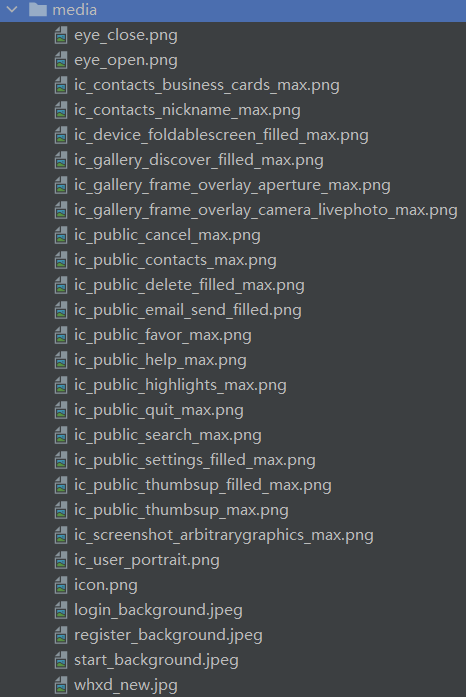 media
eye_close.png
eye_open.png
ic_contacts_business_cards_max.png
ic_contacts_nickname_max.png
ic_device_foldablescreen_filled_max.png
ic_gallery_discover_filled_max.png
ic_gallery_frame_overlay_aperture_max.png
ic_gallery_frame_overlay_camera_livephoto_max.png
ic_public_cancel_max.png
ic_public_contacts_max.png
ic_public_delete_filled_max.png
ic_public_email_send_filled.png
ic_public_favor_max.png
ic_public_help_max.png
ic_public_highlights_max.png
ic_public_quit_max.png
ic_public_search_max.png
ic_public_settings_filled_max.png
ic_public_thumbsup_filled_max.png
ic_public_thumbsup_max.png
ic_screenshot_arbitrarygraphics_max.png
ic_user_portrait.png
icon.png
login_background.jpeg
register_background.jpeg
start_background.jpeg
whxd_new.jpg